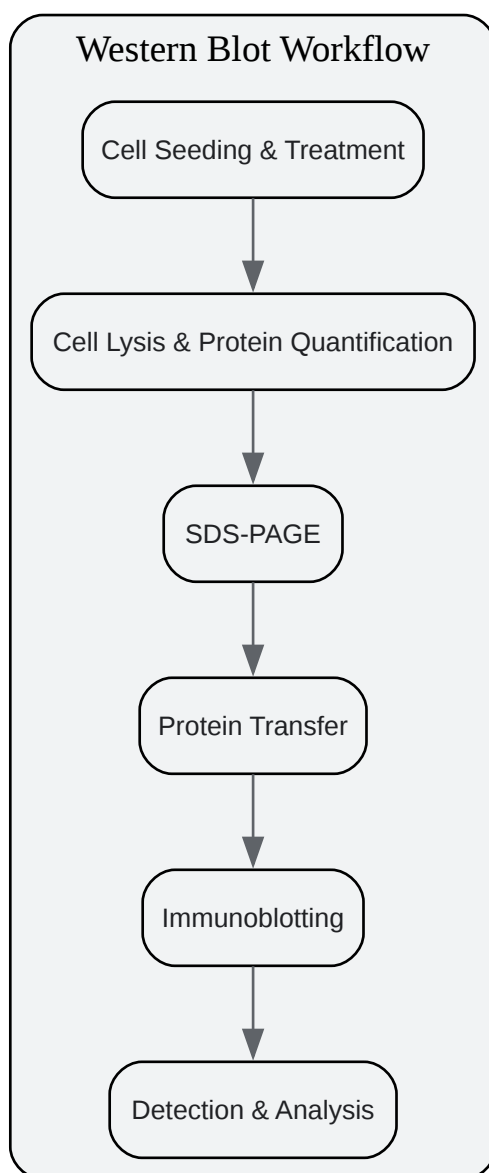 Western Blot Workflow
Cell Seeding & Treatment
Cell Lysis & Protein Quantification
SDS-PAGE
Protein Transfer
Immunoblotting
Detection & Analysis